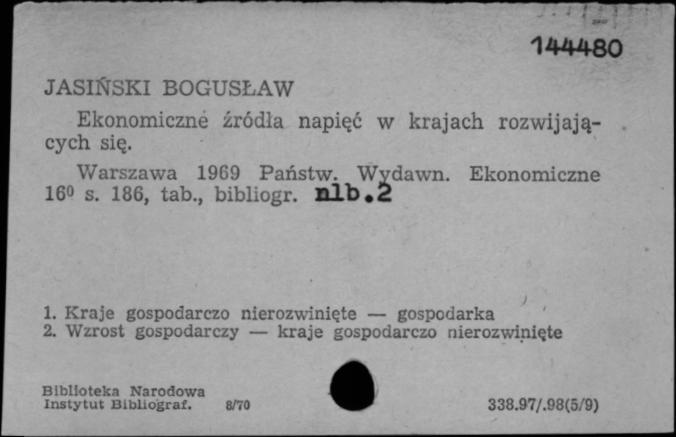 144480
JASIŃSKI BOGUSŁAW
Ekonomiczne źródła napięć w krajach rozwijają-
cych się.
Warszawa 1969 Państw. Wydawn. Ekonomiczne
16⁰ s. 186, tab., bibliogr. nlb.2
1. Kraje gospodarczo nierozwinięte — gospodarka
2. Wzrost gospodarczy — kraje gospodarczo nierozwinięte
Biblioteka Narodowa
Instytut Bibliograf. 8/70
338.97/.98(5/9)